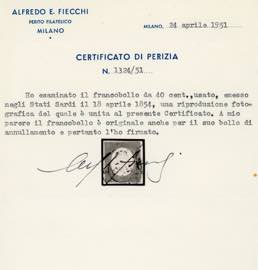 ALFREDO E. FIECCHI
PERITO FILATELICO
MILANO
MILANO, 24 aprile 1951
CERTIFICATO DI PERIZIA
N. 1324/51
Ho esaminato il francobollo da 40 cent., usato, emesso
negli Stati Sardi il 18 aprile 1854, una riproduzione foto-
grafica del quale è unita al presente Certificato. A mio
parere il francobollo è originale anche per il suo bollo di
annullamento e pertanto l'ho firmato.